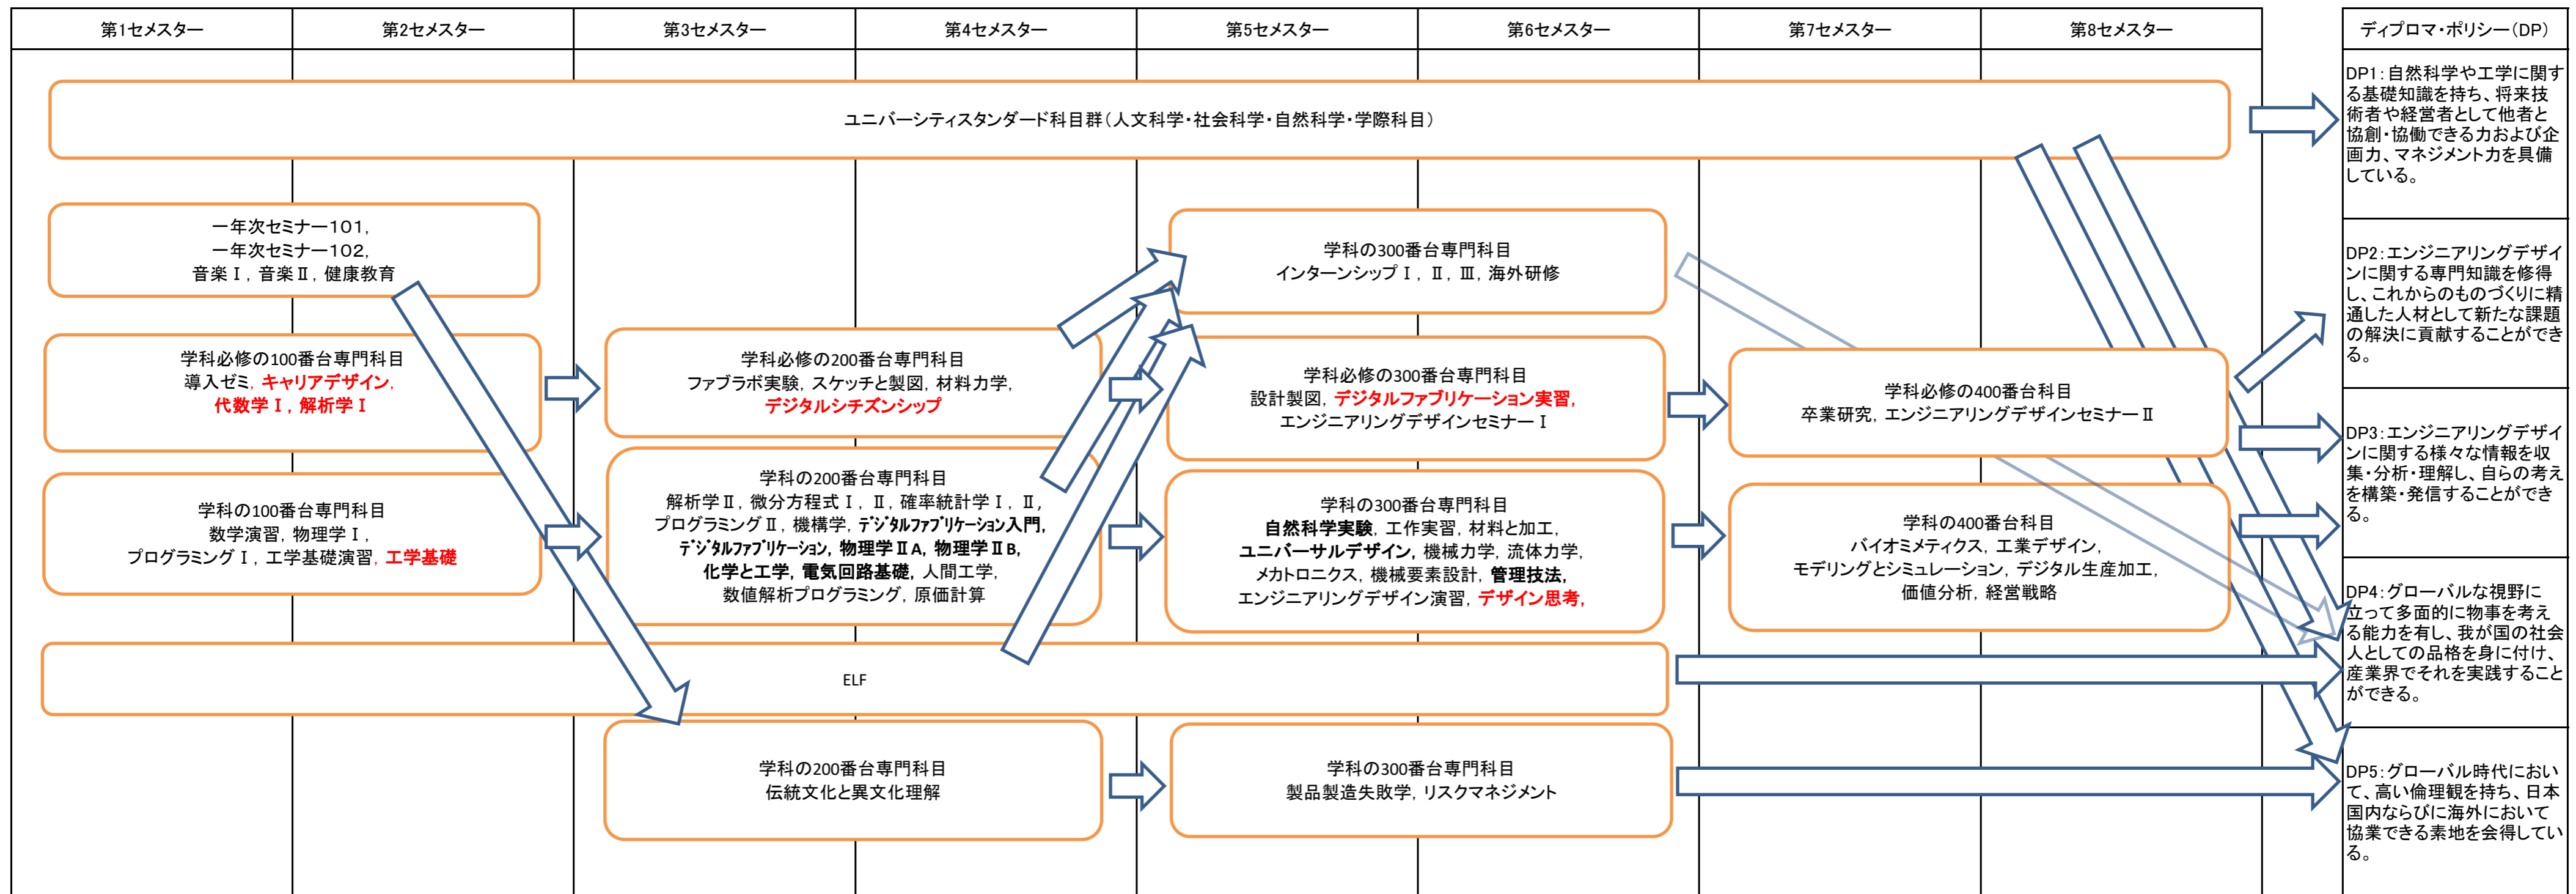 第1セメスター
第2セメスター
第3セメスター
第4セメスター
第5セメスター
第6セメスター
第7セメスター
第8セメスター
ディプロマ・ポリシー(DP)
ユニバーシティスタンダード科目群(人文科学・社会科学・自然科学・学際科目)
一年次セミナー101,
一年次セミナー102,
音楽Ⅰ, 音楽Ⅱ, 健康教育
学科必修の100番台専門科目
導入ゼミ, キャリアデザイン,
代数学Ⅰ, 解析学Ⅰ
学科の100番台専門科目
数学演習, 物理学Ⅰ,
プログラミングⅠ, 工学基礎演習, 工学基礎
学科必修の200番台専門科目
ファブラボ実験, スケッチと製図, 材料力学,
デジタルシチズンシップ
学科の200番台専門科目
解析学Ⅱ, 微分方程式Ⅰ, Ⅱ, 確率統計学Ⅰ, Ⅱ,
プログラミングⅡ, 機構学, デジタルファブリケーション入門,
デジタルファブリケーション, 物理学ⅡA, 物理学ⅡB,
化学と工学, 電気回路基礎, 人間工学,
数値解析プログラミング, 原価計算
ELF
学科の200番台専門科目
伝統文化と異文化理解
学科の300番台専門科目
インターンシップⅠ, Ⅱ, Ⅲ, 海外研修
学科必修の300番台専門科目
設計製図, デジタルファブリケーション実習,
エンジニアリングデザインセミナーⅠ
学科の300番台専門科目
自然科学実験, 工作実習, 材料と加工,
ユニバーサルデザイン, 機械力学, 流体力学,
メカトロニクス, 機械要素設計, 管理技法,
エンジニアリングデザイン演習, デザイン思考,
学科の300番台専門科目
製品製造失敗学, リスクマネジメント
学科必修の400番台科目
卒業研究, エンジニアリングデザインセミナーⅡ
学科の400番台科目
バイオミメティクス, 工業デザイン,
モデリングとシミュレーション, デジタル生産加工,
価値分析, 経営戦略
DP1:自然科学や工学に関す
る基礎知識を持ち、将来技
術者や経営者として他者と
協創・協働できる力および企
画力、マネジメント力を具備
している。
DP2:エンジニアリングデザイ
ンに関する専門知識を修得
し、これからのものづくりに精
通した人材として新たな課題
の解決に貢献することができ
る。
DP3:エンジニアリングデザイ
ンに関する様々な情報を収
集・分析・理解し、自らの考え
を構築・発信することができ
る。
DP4:グローバルな視野に
立って多面的に物事を考え
る能力を有し、我が国の社会
人としての品格を身に付け、
産業界でそれを実践すること
ができる。
DP5:グローバル時代におい
て、高い倫理観を持ち、日本
国内ならびに海外において
協業できる素地を会得してい
る。